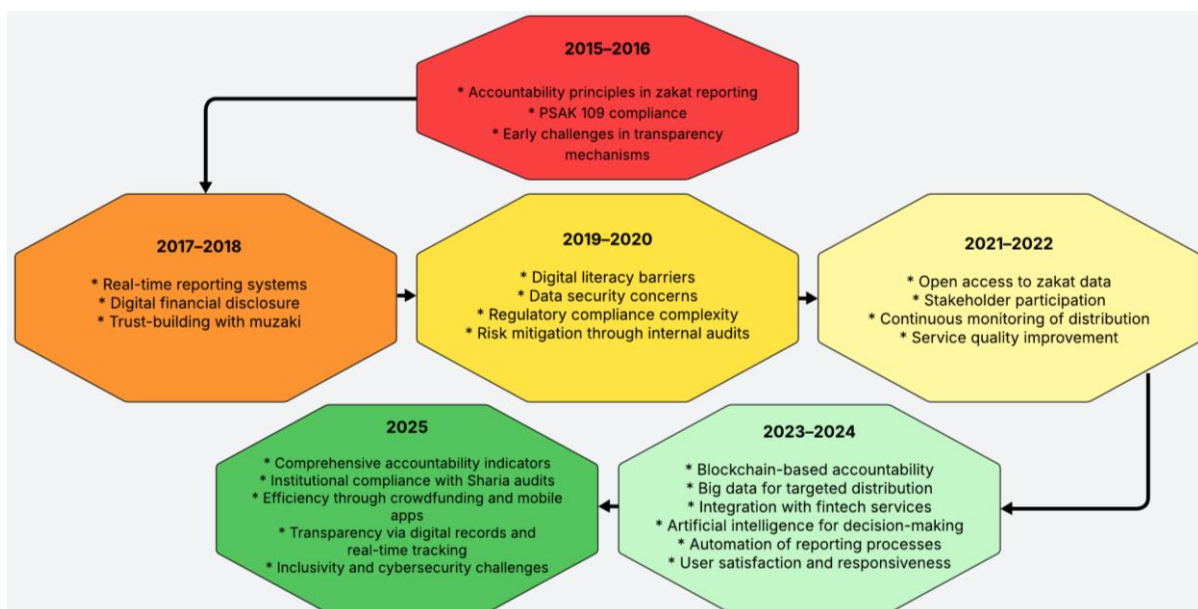 2015–2016
* Accountability principles in zakat reporting
* PSAK 109 compliance
* Early challenges in transparency
mechanisms
2017–2018
* Real-time reporting systems
* Digital financial disclosure
* Trust-building with muzaki
2019–2020
* Digital literacy barriers
* Data security concerns
* Regulatory compliance complexity
* Risk mitigation through internal audits
2021–2022
* Open access to zakat data
* Stakeholder participation
* Continuous monitoring of distribution
* Service quality improvement
2023–2024
* Blockchain-based accountability
* Big data for targeted distribution
* Integration with fintech services
* Artificial intelligence for decision-making
* Automation of reporting processes
* User satisfaction and responsiveness
2025
* Comprehensive accountability indicators
* Institutional compliance with Sharia audits
* Efficiency through crowdfunding and mobile
apps
* Transparency via digital records and
real-time tracking
* Inclusivity and cybersecurity challenges